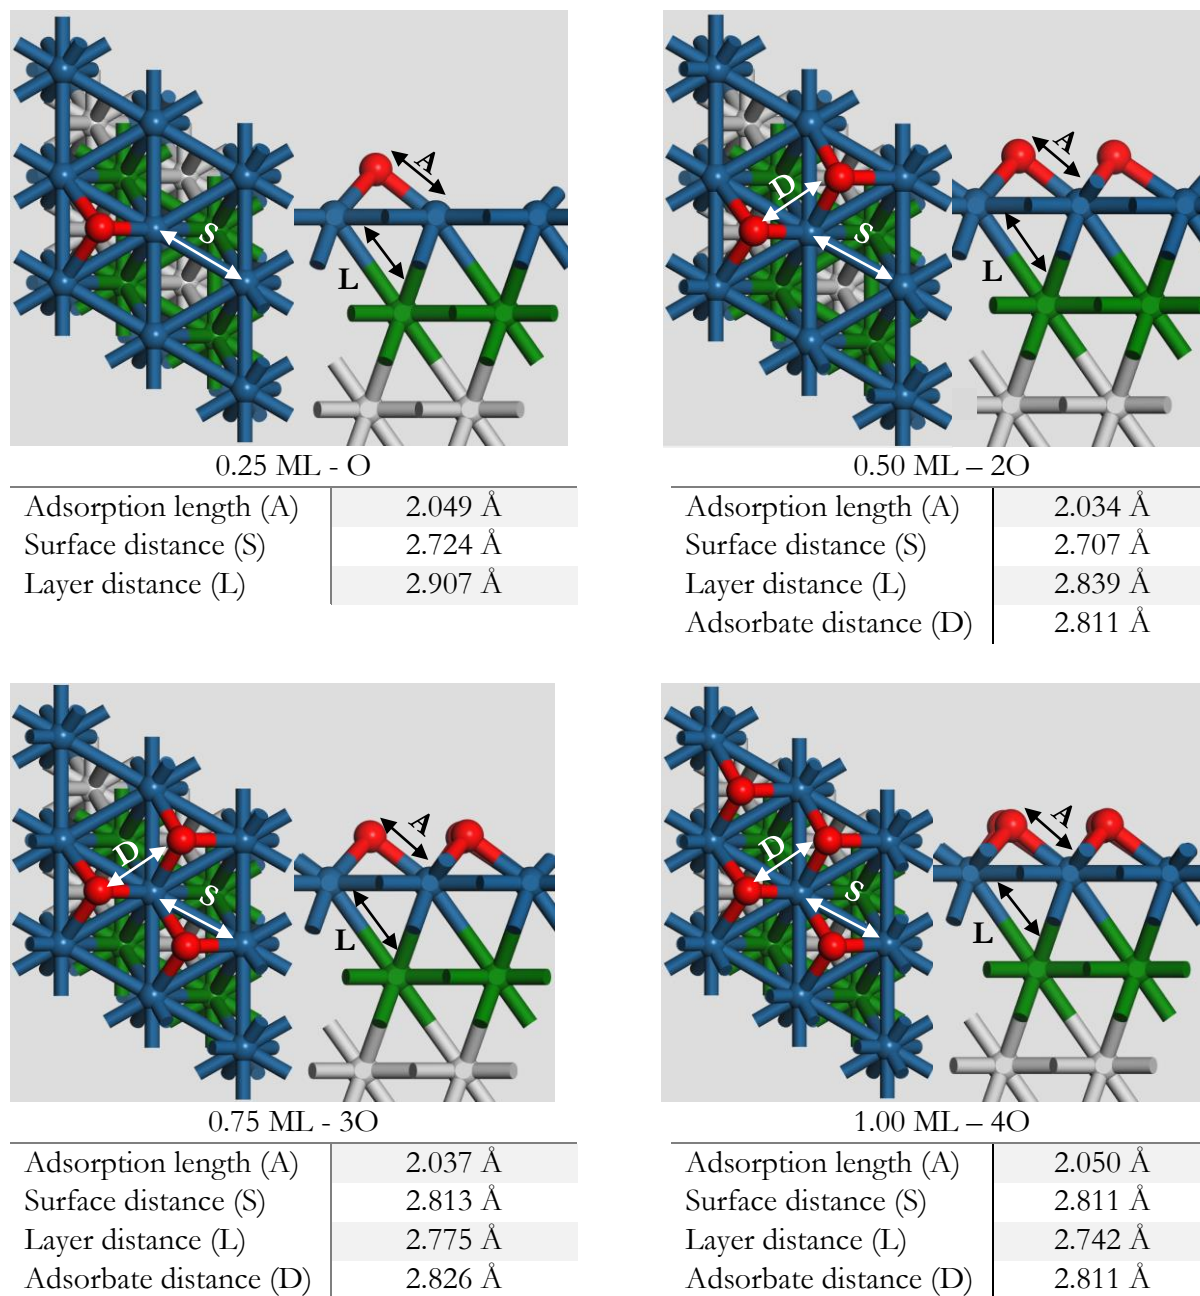 A
D
A
S
S
L
L
0.25 ML - O
0.50 ML – 2O
Adsorption length (A) 2.049 Å
Surface distance (S) 2.724 Å
Layer distance (L) 2.907 Å
Adsorption length (A) 2.034 Å
Surface distance (S) 2.707 Å
Layer distance (L) 2.839 Å
Adsorbate distance (D) 2.811 Å
D
A
S
L
D
A
S
L
0.75 ML - 3O
1.00 ML – 4O
Adsorption length (A) 2.037 Å
Surface distance (S) 2.813 Å
Layer distance (L) 2.775 Å
Adsorbate distance (D) 2.826 Å
Adsorption length (A) 2.050 Å
Surface distance (S) 2.811 Å
Layer distance (L) 2.742 Å
Adsorbate distance (D) 2.811 Å